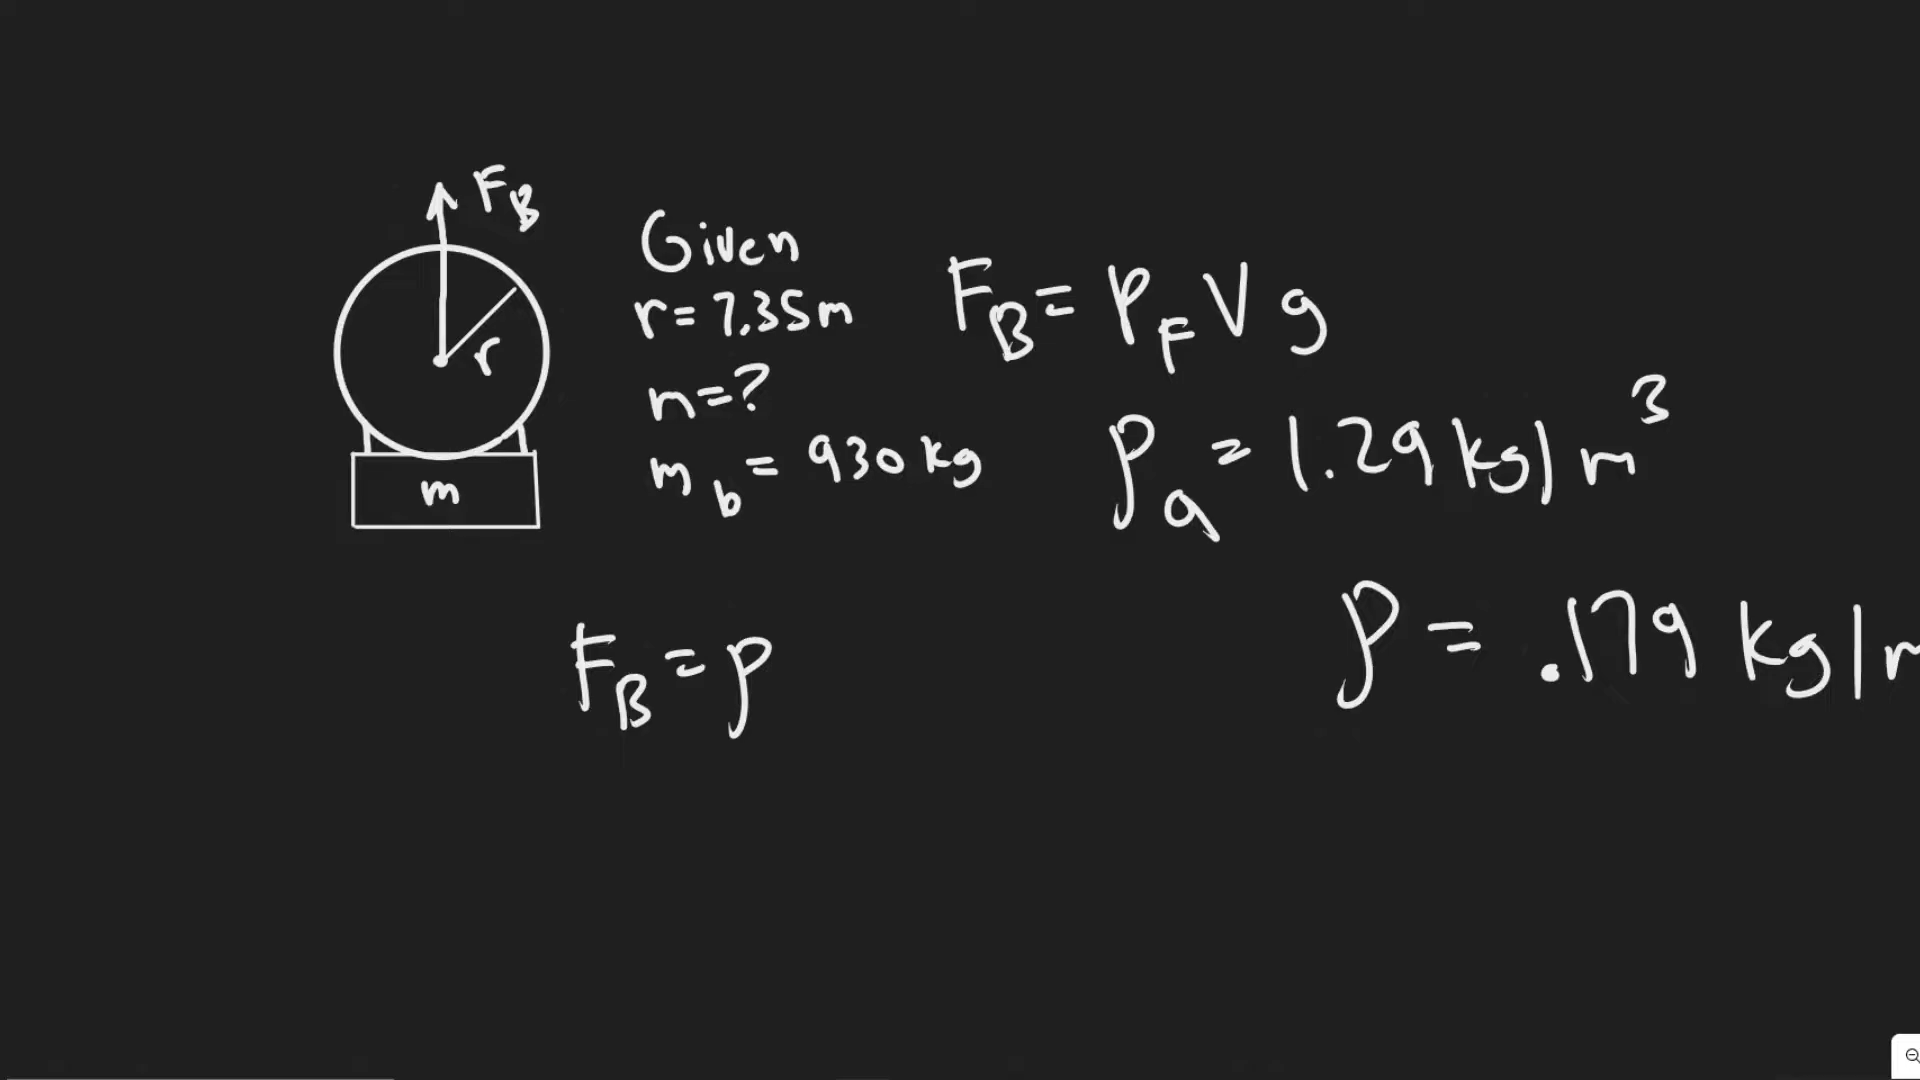 F_B
r
m
Given
r = 7.35m
m = ?
m_b = 930 kg
F_B = ρ_F V g
ρ_a = 1.29 kg/m³
F_B = ρ
ρ = .179 kg/m